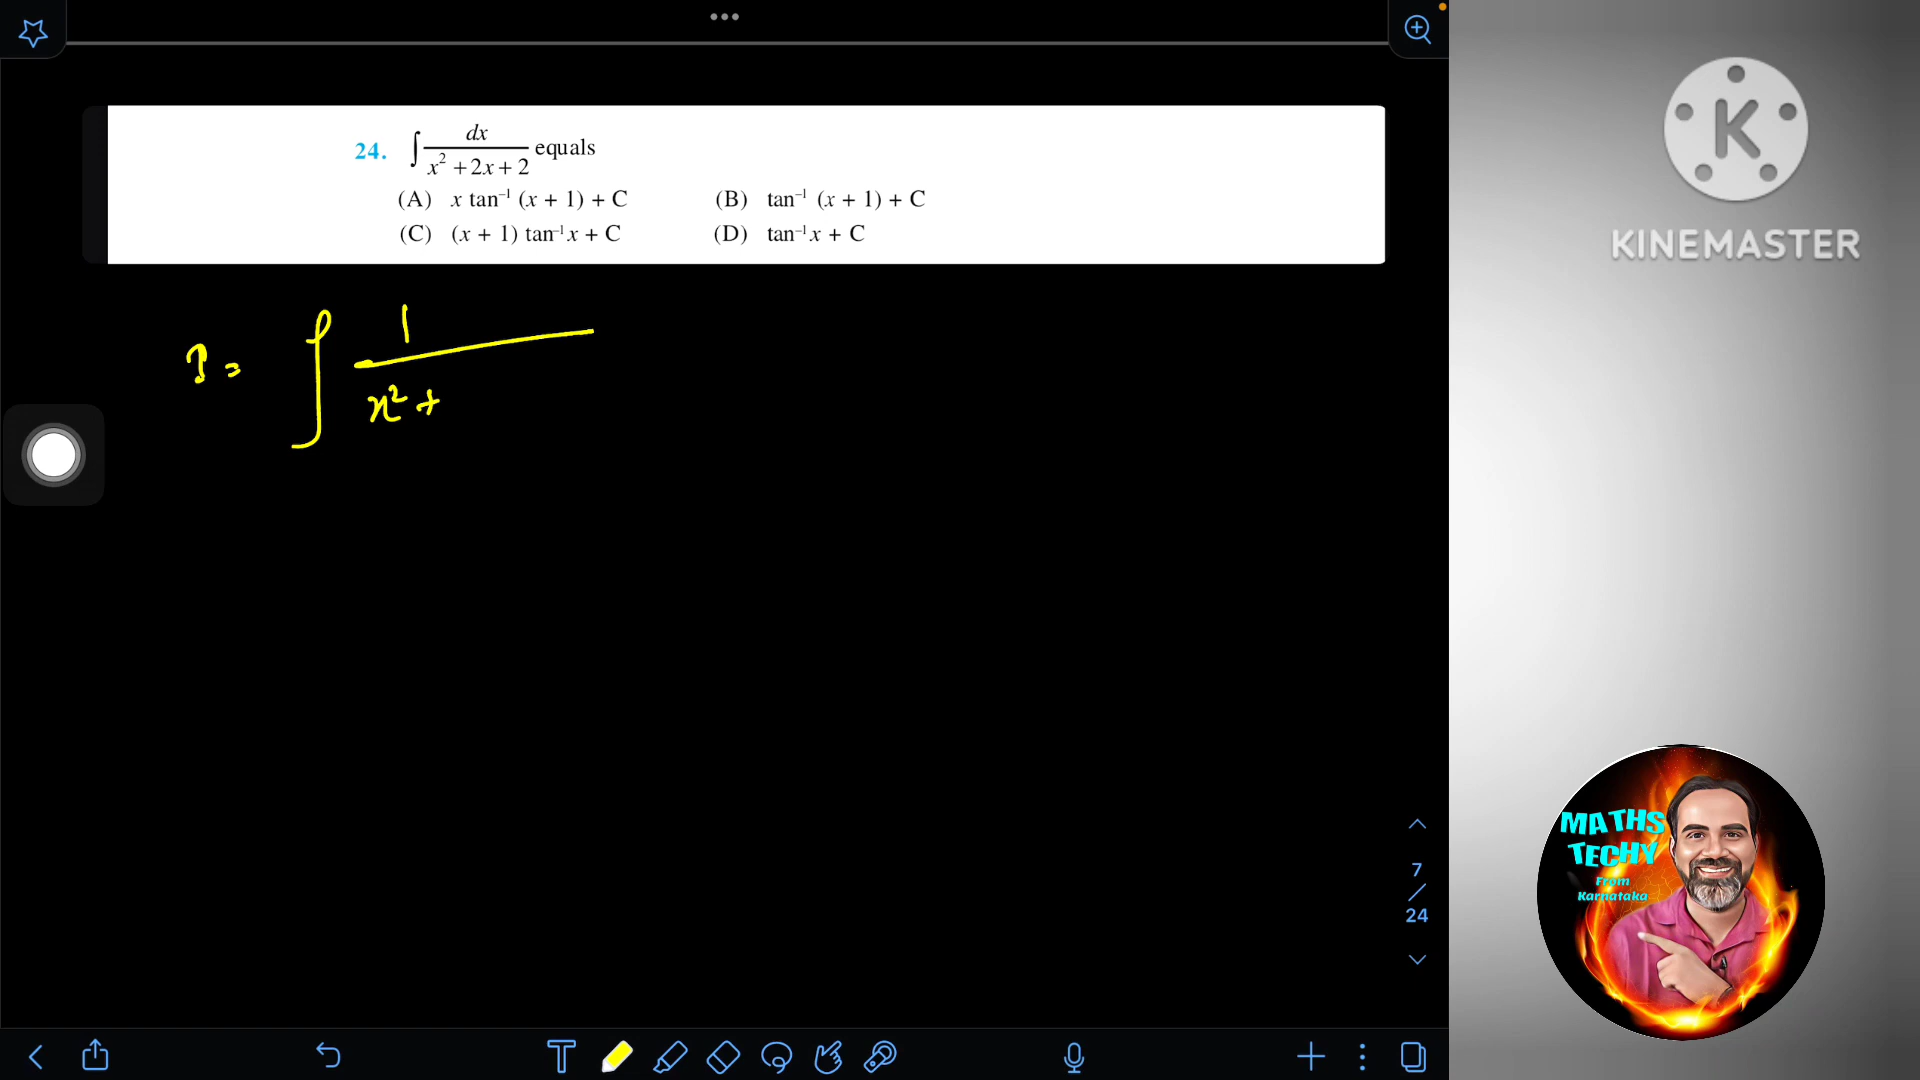 24. ∫ dx / (x² + 2x + 2) equals
(A) x tan⁻¹ (x + 1) + C (B) tan⁻¹ (x + 1) + C
(C) (x + 1) tan⁻¹x + C (D) tan⁻¹x + C
I = ∫ 1 / (x² +
K
KINEMASTER
MATHS
TECHY
From
Karnataka
7
/
24
T